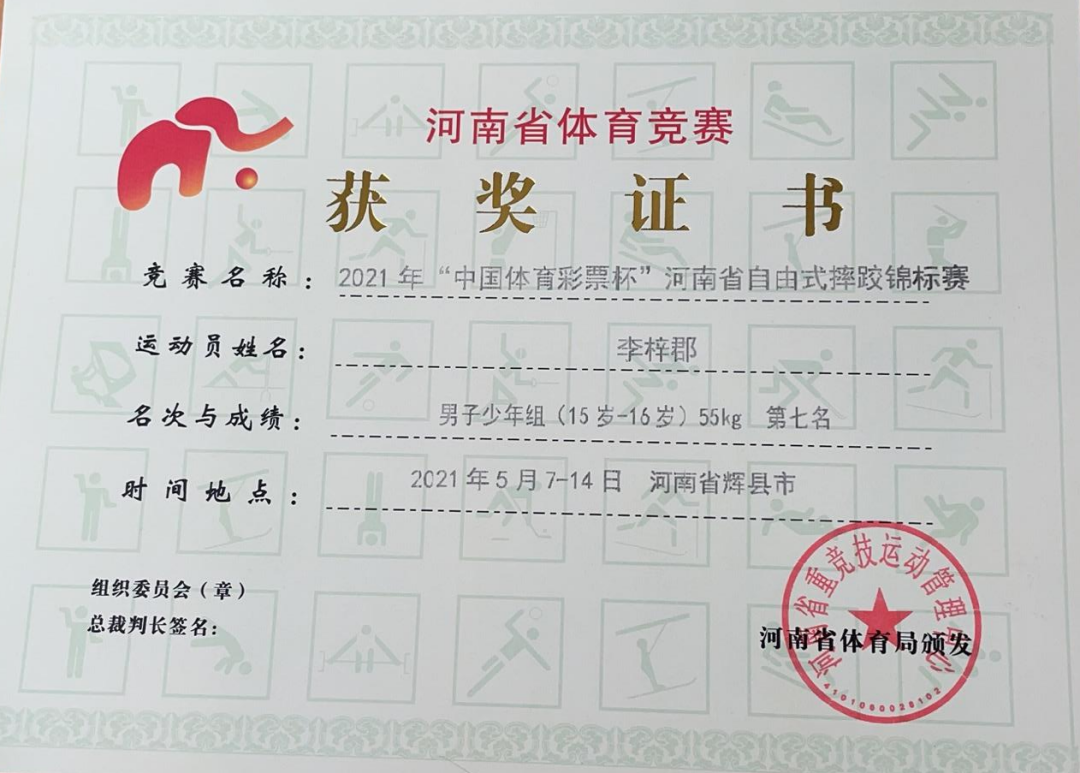 河南省体育竞赛
获奖证书
竞赛名称：2021年“中国体育彩票杯”河南省自由式摔跤锦标赛
运动员姓名：李梓郡
名次与成绩：男子少年组（15岁-16岁）55kg 第七名
时间地点：2021年5月7-14日 河南省辉县市
组织委员会（章）
总裁判长签名：
河南省体育局颁发
河南省重竞技运动管理中心
4101060028102